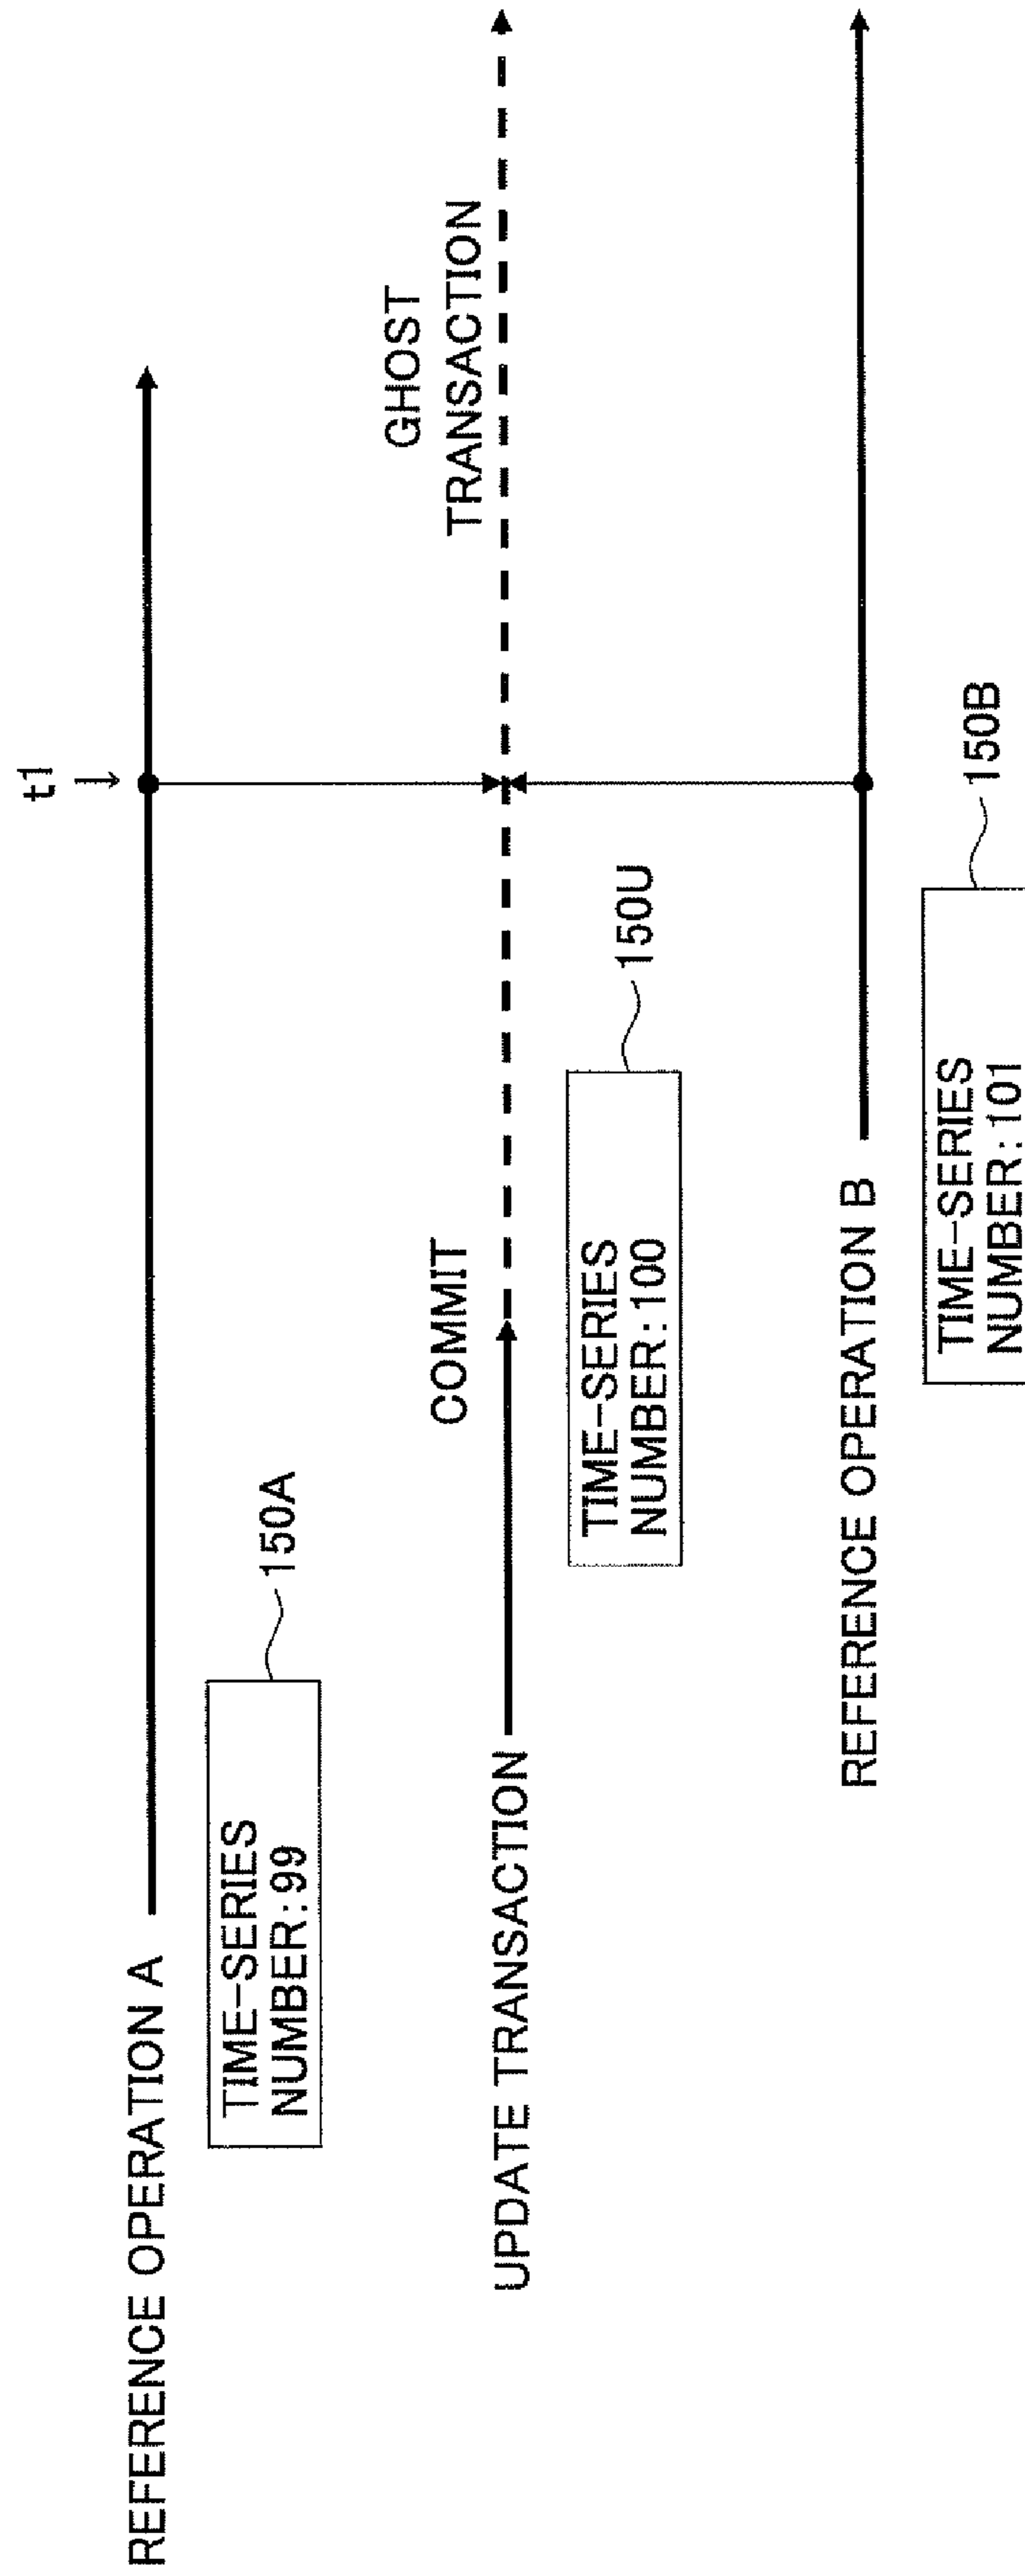 t1
REFERENCE OPERATION A
TIME-SERIES
NUMBER:99
150A
GHOST
TRANSACTION
COMMIT
UPDATE TRANSACTION
TIME-SERIES
NUMBER:100
150U
REFERENCE OPERATION B
TIME-SERIES
NUMBER:101
150B